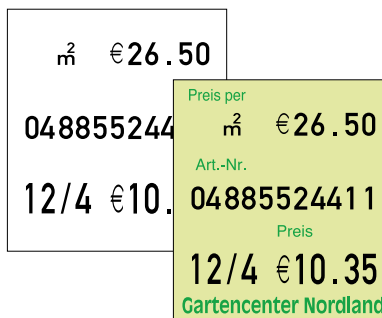 m² €26.50
048855244
12/4 €10.
Preis per
m² €26.50
Art.-Nr.
04885524411
Preis
12/4 €10.35
Gartencenter Nordland